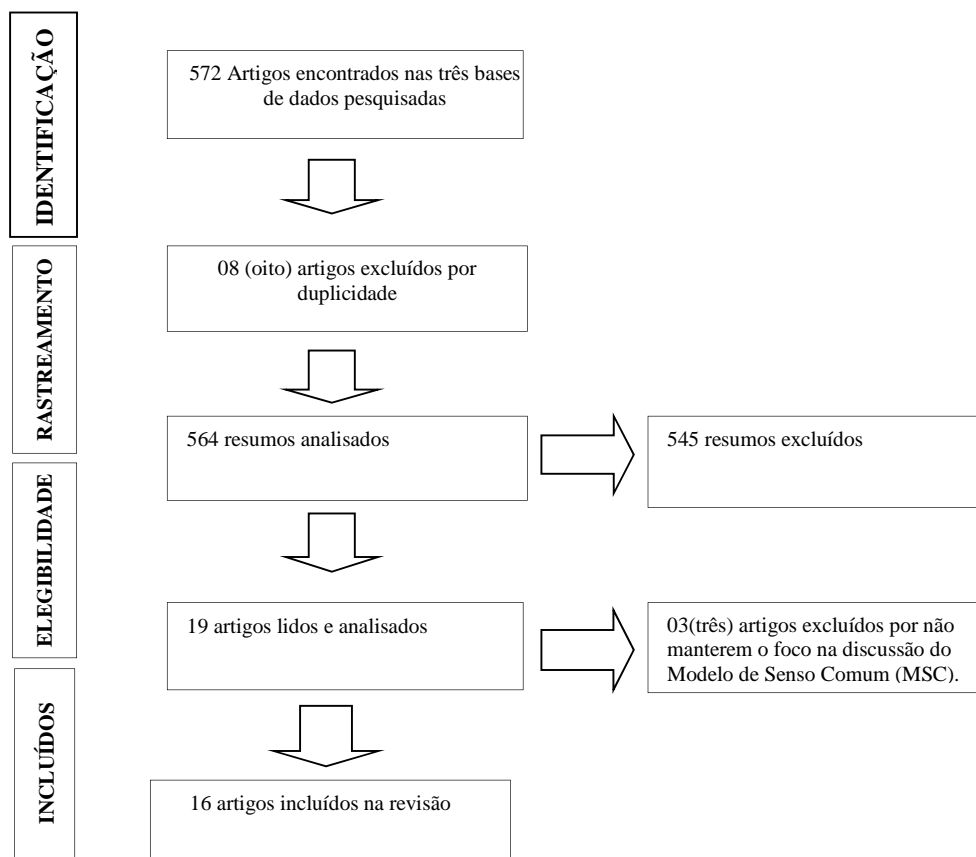 IDENTIFICAÇÃO
572 Artigos encontrados nas três bases
de dados pesquisadas
RASTREAMENTO
08 (oito) artigos excluídos por
duplicidade
564 resumos analisados
545 resumos excluídos
ELEGIBILIDADE
19 artigos lidos e analisados
03(três) artigos excluídos por não
manterem o foco na discussão do
Modelo de Senso Comum (MSC).
INCLUÍDOS
16 artigos incluídos na revisão